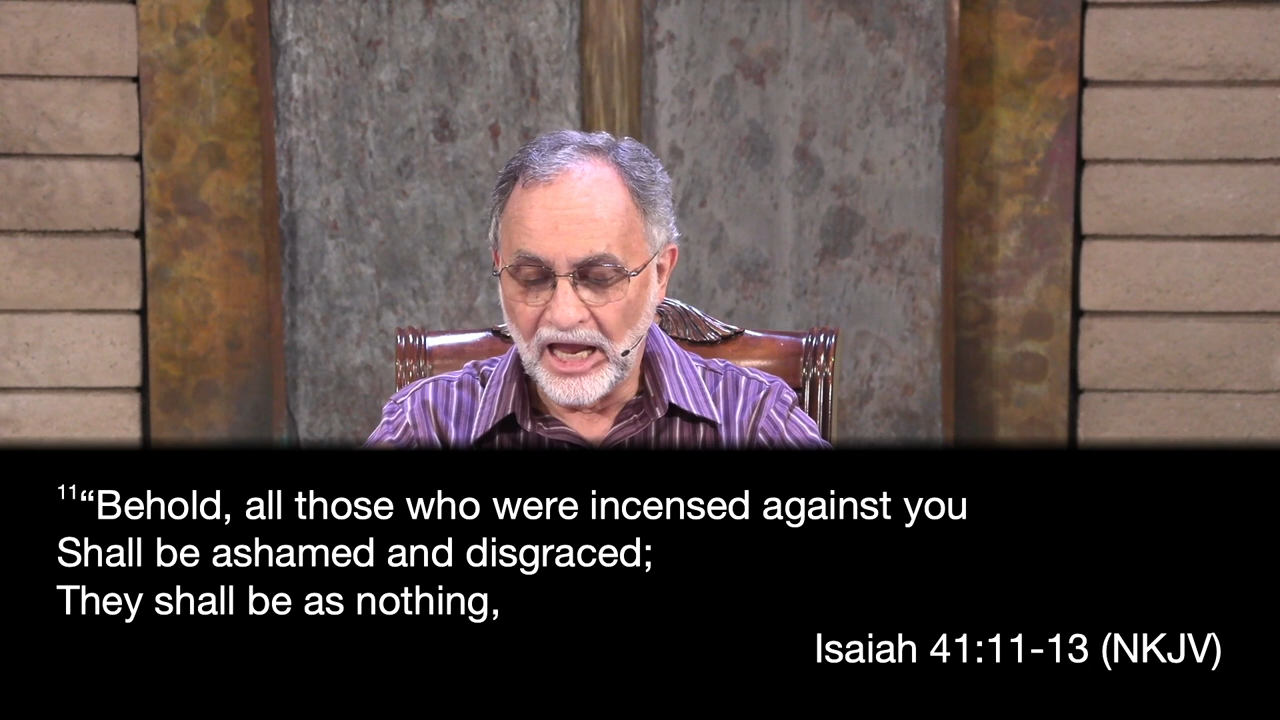 11“Behold, all those who were incensed against you
Shall be ashamed and disgraced;
They shall be as nothing,
Isaiah 41:11-13 (NKJV)